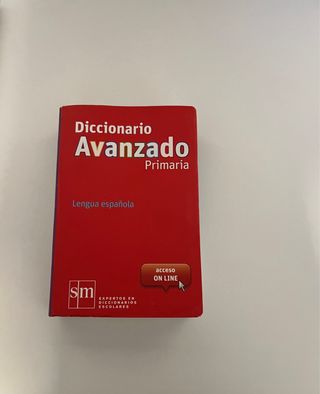 Diccionario
Avanzado
Primaria
Lengua española
acceso
ON LINE
sm
EXPERTOS EN
DICCIONARIOS
ESCOLARES